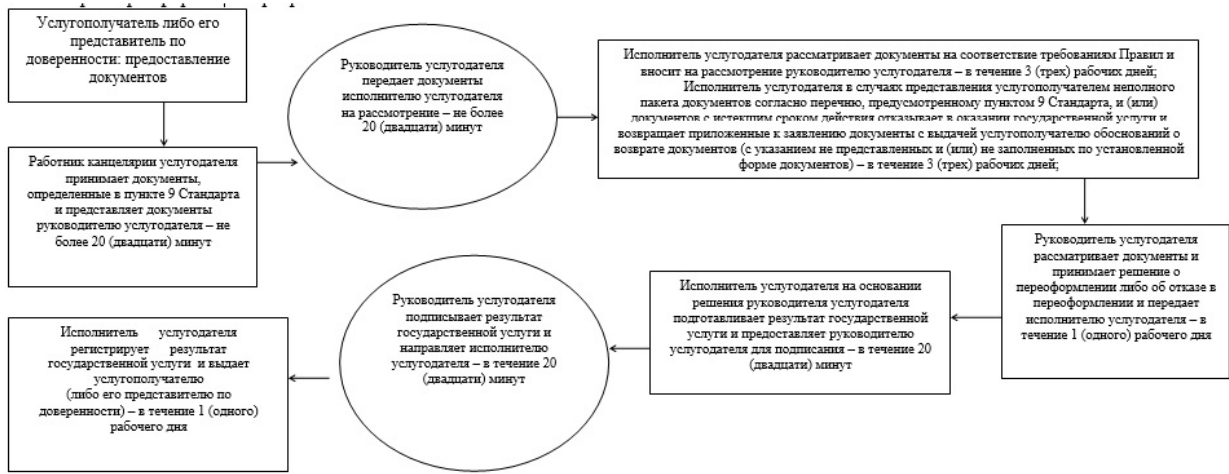 Услугополучатель либо его
представитель по
доверенности: предоставление
документов
Работник канцелярии услугодателя
принимает документы,
определенные в пункте 9 Стандарта
и представляет документы
руководителю услугодателя – не
более 20 (двадцати) минут
Руководитель услугодателя
передает документы
исполнителю услугодателя
на рассмотрение – не более
20 (двадцати) минут
Исполнитель услугодателя рассматривает документы на соответствие требованиям Правил и
вносит на рассмотрение руководителю услугодателя – в течение 3 (трех) рабочих дней;
Исполнитель услугодателя в случаях представления услугополучателем неполного
пакета документов согласно перечню, предусмотренному пунктом 9 Стандарта, и (или)
документов с истекшим сроком действия отказывает в оказании государственной услуги и
возвращает приложенные к заявлению документы с выдачей услугополучателю обоснований о
возврате документов (с указанием не представленных и (или) не заполненных по установленной
форме документов) – в течение 3 (трех) рабочих дней;
Руководитель услугодателя
рассматривает документы и
принимает решение о
переоформлении либо об отказе в
переоформлении и передает
исполнителю услугодателя – в
течение 1 (одного) рабочего дня
Исполнитель услугодателя на основании
решения руководителя услугодателя
подготавливает результат государственной
услуги и предоставляет руководителю
услугодателя для подписания – в течение 20
(двадцати) минут
Руководитель услугодателя
подписывает результат
государственной услуги и
направляет исполнителю
услугодателя – в течение 20
(двадцати) минут
Исполнитель услугодателя
регистрирует результат
государственной услуги и выдает
услугополучателю
(либо его представителю по
доверенности) – в течение 1 (одного)
рабочего дня